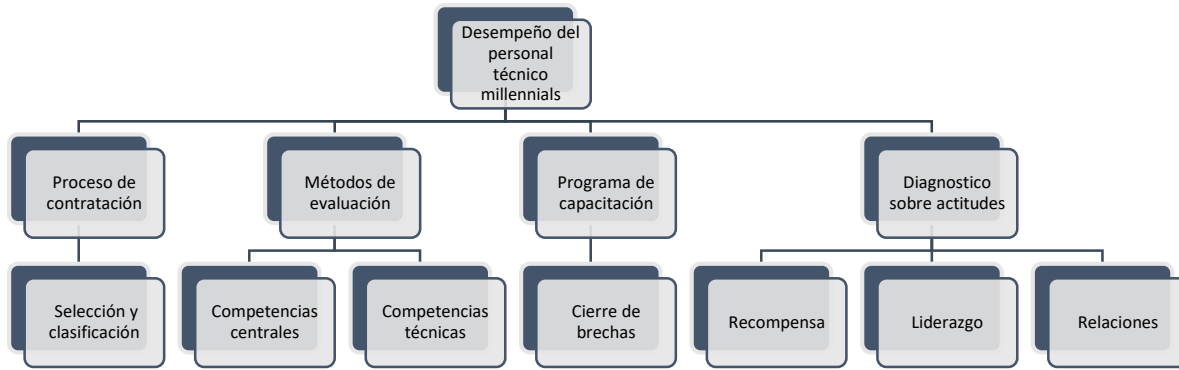 Desempeño del
personal
técnico
millennials
Proceso de
contratación
Métodos de
evaluación
Programa de
capacitación
Diagnostico
sobre actitudes
Selección y
clasificación
Competencias
centrales
Competencias
técnicas
Cierre de
brechas
Recompensa
Liderazgo
Relaciones